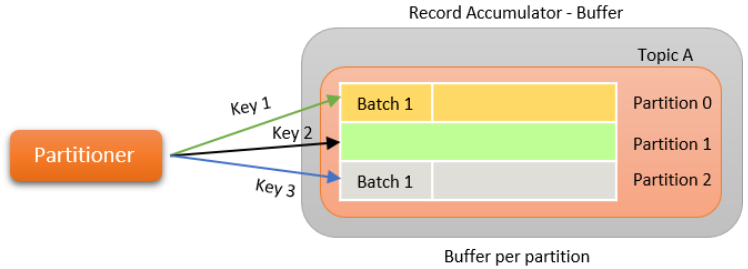 Record Accumulator - Buffer
Topic A
Key 1
Batch 1
Partition 0
Key 2
Partition 1
Partitioner
Key 3
Batch 1
Partition 2
Buffer per partition